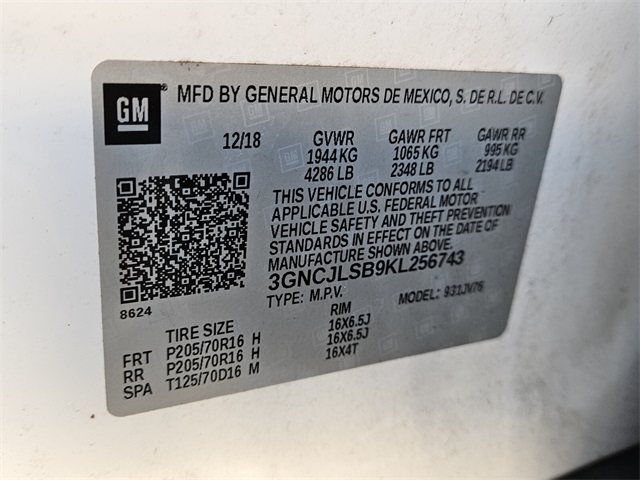 GM
®
MFD BY GENERAL MOTORS DE MEXICO, S. DE R.L. DE C.V.
12/18 GVWR GAWR FRT GAWR RR
1944 KG 1065 KG 995 KG
4286 LB 2348 LB 2194 LB
THIS VEHICLE CONFORMS TO ALL
APPLICABLE U.S. FEDERAL MOTOR
VEHICLE SAFETY AND THEFT PREVENTION
STANDARDS IN EFFECT ON THE DATE OF
MANUFACTURE SHOWN ABOVE.
3GNCJLSB9KL256743
TYPE: M.P.V. MODEL: 931JV76
8624
TIRE SIZE RIM
FRT P205/70R16 H 16X6.5J
RR P205/70R16 H 16X6.5J
SPA T125/70D16 M 16X4T